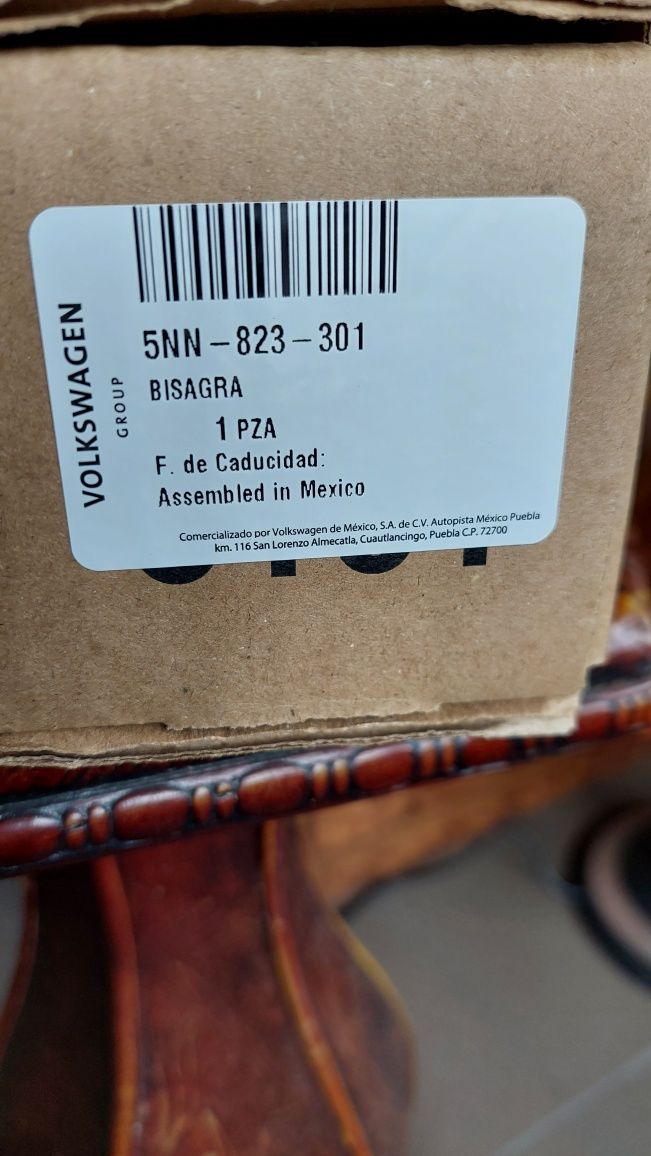 VOLKSWAGEN
GROUP
5NN-823-301
BISAGRA
1 PZA
F. de Caducidad:
Assembled in Mexico
Comercializado por Volkswagen de México, S.A. de C.V. Autopista México Puebla
km. 116 San Lorenzo Almecatla, Cuautlancingo, Puebla C.P. 72700